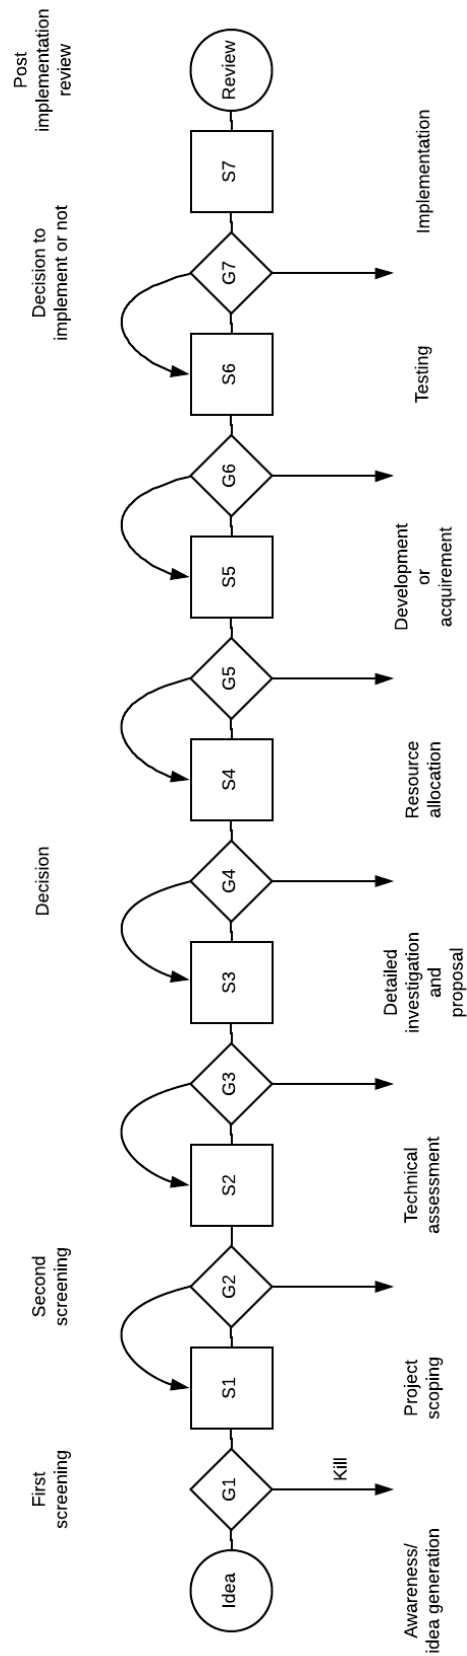 First
screening
Second
screening
Decision
Decision to
implement or not
Post
implementation
review
Idea
G1
S1
G2
S2
G3
S3
G4
S4
G5
S5
G6
S6
G7
S7
Review
Kill
Awareness/
idea generation
Project
scoping
Technical
assessment
Detailed
investigation
and
proposal
Resource
allocation
Development
or
acquirement
Testing
Implementation